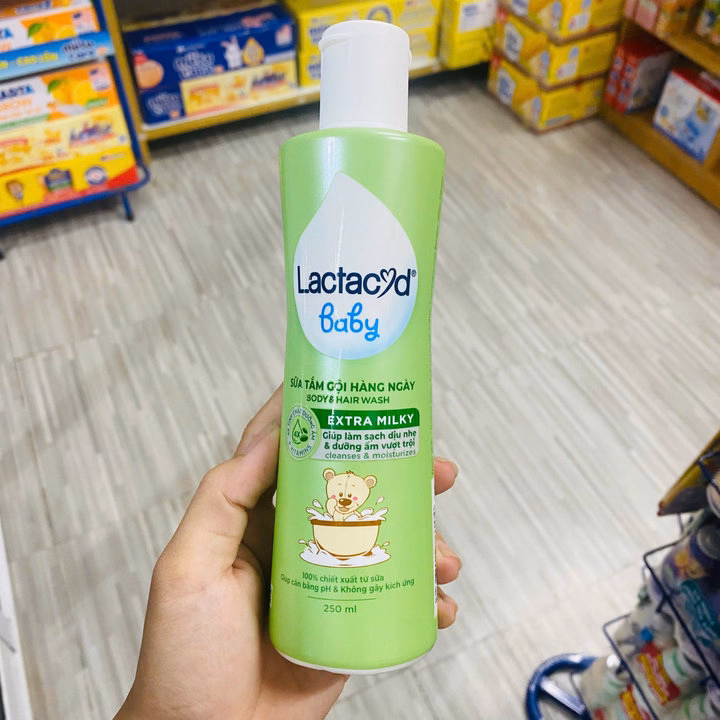 Lactacyd®
baby
SỮA TẮM GỘI HÀNG NGÀY
BODY & HAIR WASH
EXTRA MILKY
Giúp làm sạch dịu nhẹ
& dưỡng ẩm vượt trội
cleanses & moisturizes
VITAMINS
100% chiết xuất từ sữa
Giúp cân bằng pH & Không gây kích ứng
250 ml